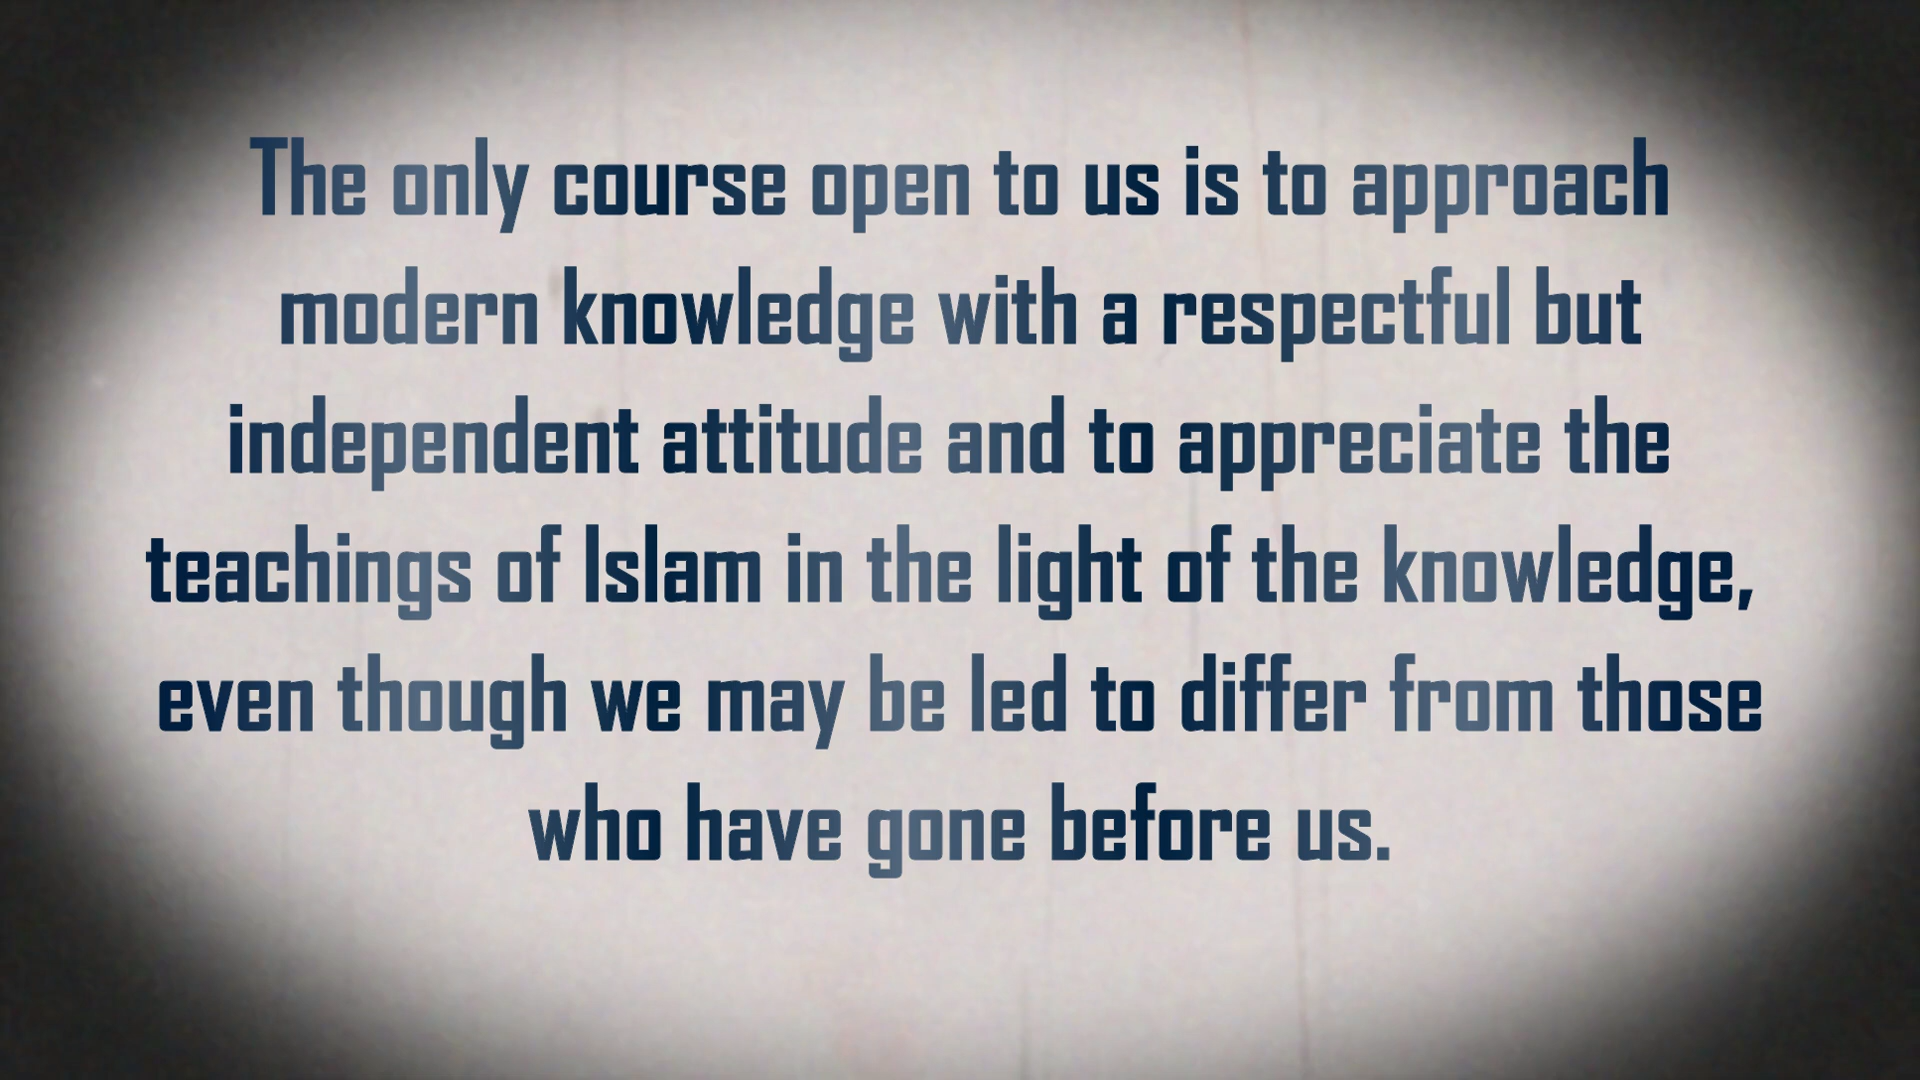 The only course open to us is to approach
modern knowledge with a respectful but
independent attitude and to appreciate the
teachings of Islam in the light of the knowledge,
even though we may be led to differ from those
who have gone before us.